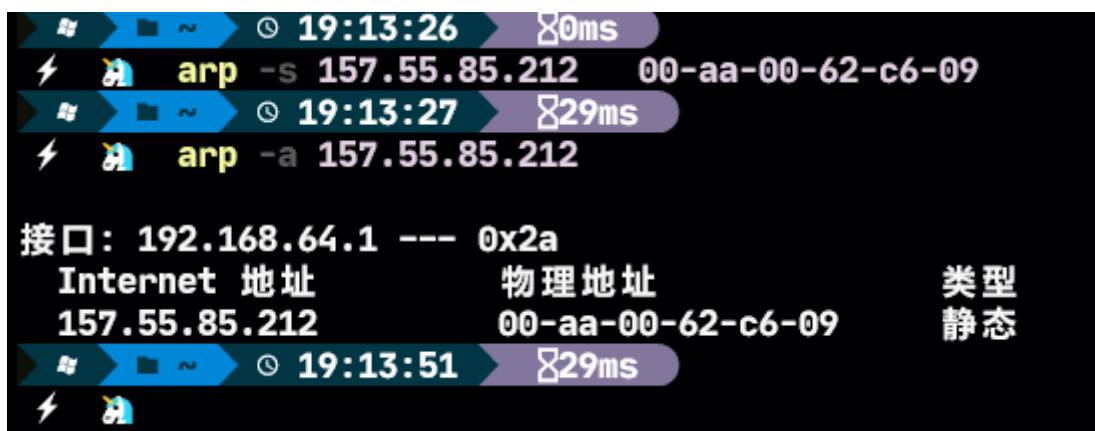 ~ 19:13:26 0ms
arp -s 157.55.85.212 00-aa-00-62-c6-09
~ 19:13:27 29ms
arp -a 157.55.85.212
接口: 192.168.64.1 --- 0x2a
Internet 地址 物理地址 类型
157.55.85.212 00-aa-00-62-c6-09 静态
~ 19:13:51 29ms